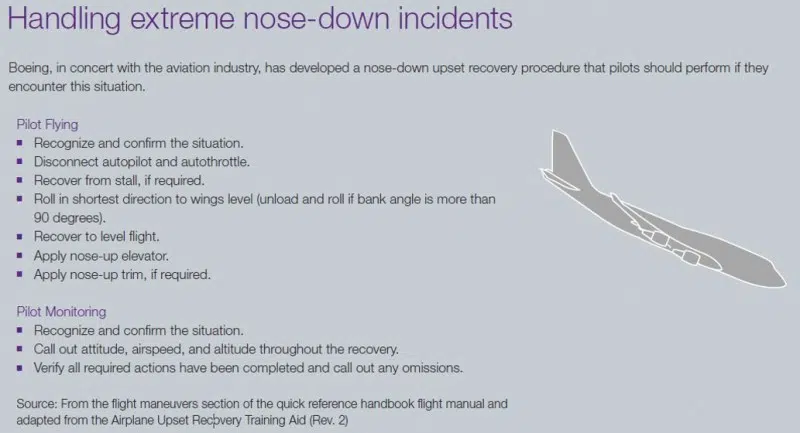 Handling extreme nose-down incidents
Boeing, in concert with the aviation industry, has developed a nose-down upset recovery procedure that pilots should perform if they
encounter this situation.
Pilot Flying
■ Recognize and confirm the situation.
■ Disconnect autopilot and autothrottle.
■ Recover from stall, if required.
■ Roll in shortest direction to wings level (unload and roll if bank angle is more than
90 degrees).
■ Recover to level flight.
■ Apply nose-up elevator.
■ Apply nose-up trim, if required.
Pilot Monitoring
■ Recognize and confirm the situation.
■ Call out attitude, airspeed, and altitude throughout the recovery.
■ Verify all required actions have been completed and call out any omissions.
Source: From the flight maneuvers section of the quick reference handbook flight manual and
adapted from the Airplane Upset Recovery Training Aid (Rev. 2)